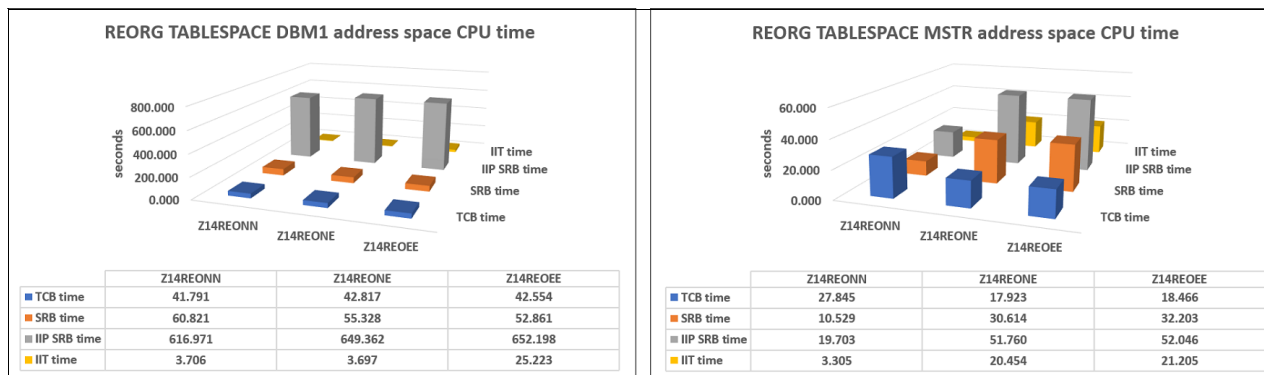 REORG TABLESPACE DBM1 address space CPU time
800.000
600.000
400.000
200.000
0.000
seconds
IIT time
IIP SRB time
SRB time
TCB time
Z14REONN
Z14REONE
Z14REOEE
Z14REONN Z14REONE Z14REOEE
TCB time 41.791 42.817 42.554
SRB time 60.821 55.328 52.861
IIP SRB time 616.971 649.362 652.198
IIT time 3.706 3.697 25.223
REORG TABLESPACE MSTR address space CPU time
60.000
40.000
20.000
0.000
seconds
IIT time
IIP SRB time
SRB time
TCB time
Z14REONN
Z14REONE
Z14REOEE
Z14REONN Z14REONE Z14REOEE
TCB time 27.845 17.923 18.466
SRB time 10.529 30.614 32.203
IIP SRB time 19.703 51.760 52.046
IIT time 3.305 20.454 21.205